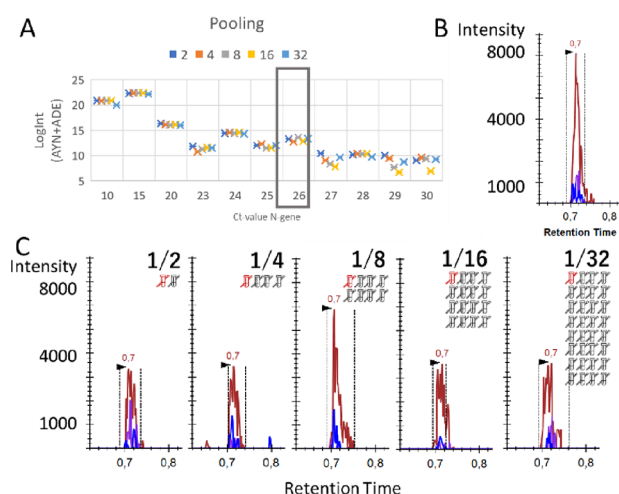 A
Pooling
2 4 8 16 32
LogInt
(AYN+ADE)
25
20
15
10
5
10 15 20 23 24 25 26 27 28 29 30
Ct-value N-gene
B
Intensity
8000
4000
1000
0,7
0,7 0,8
Retention Time
C
Intensity
8000
4000
1000
1/2
0,7
0,7 0,8
1/4
0,7
0,7 0,8
1/8
0,7
0,7 0,8
1/16
0,7
0,7 0,8
1/32
0,7
0,7 0,8
Retention Time